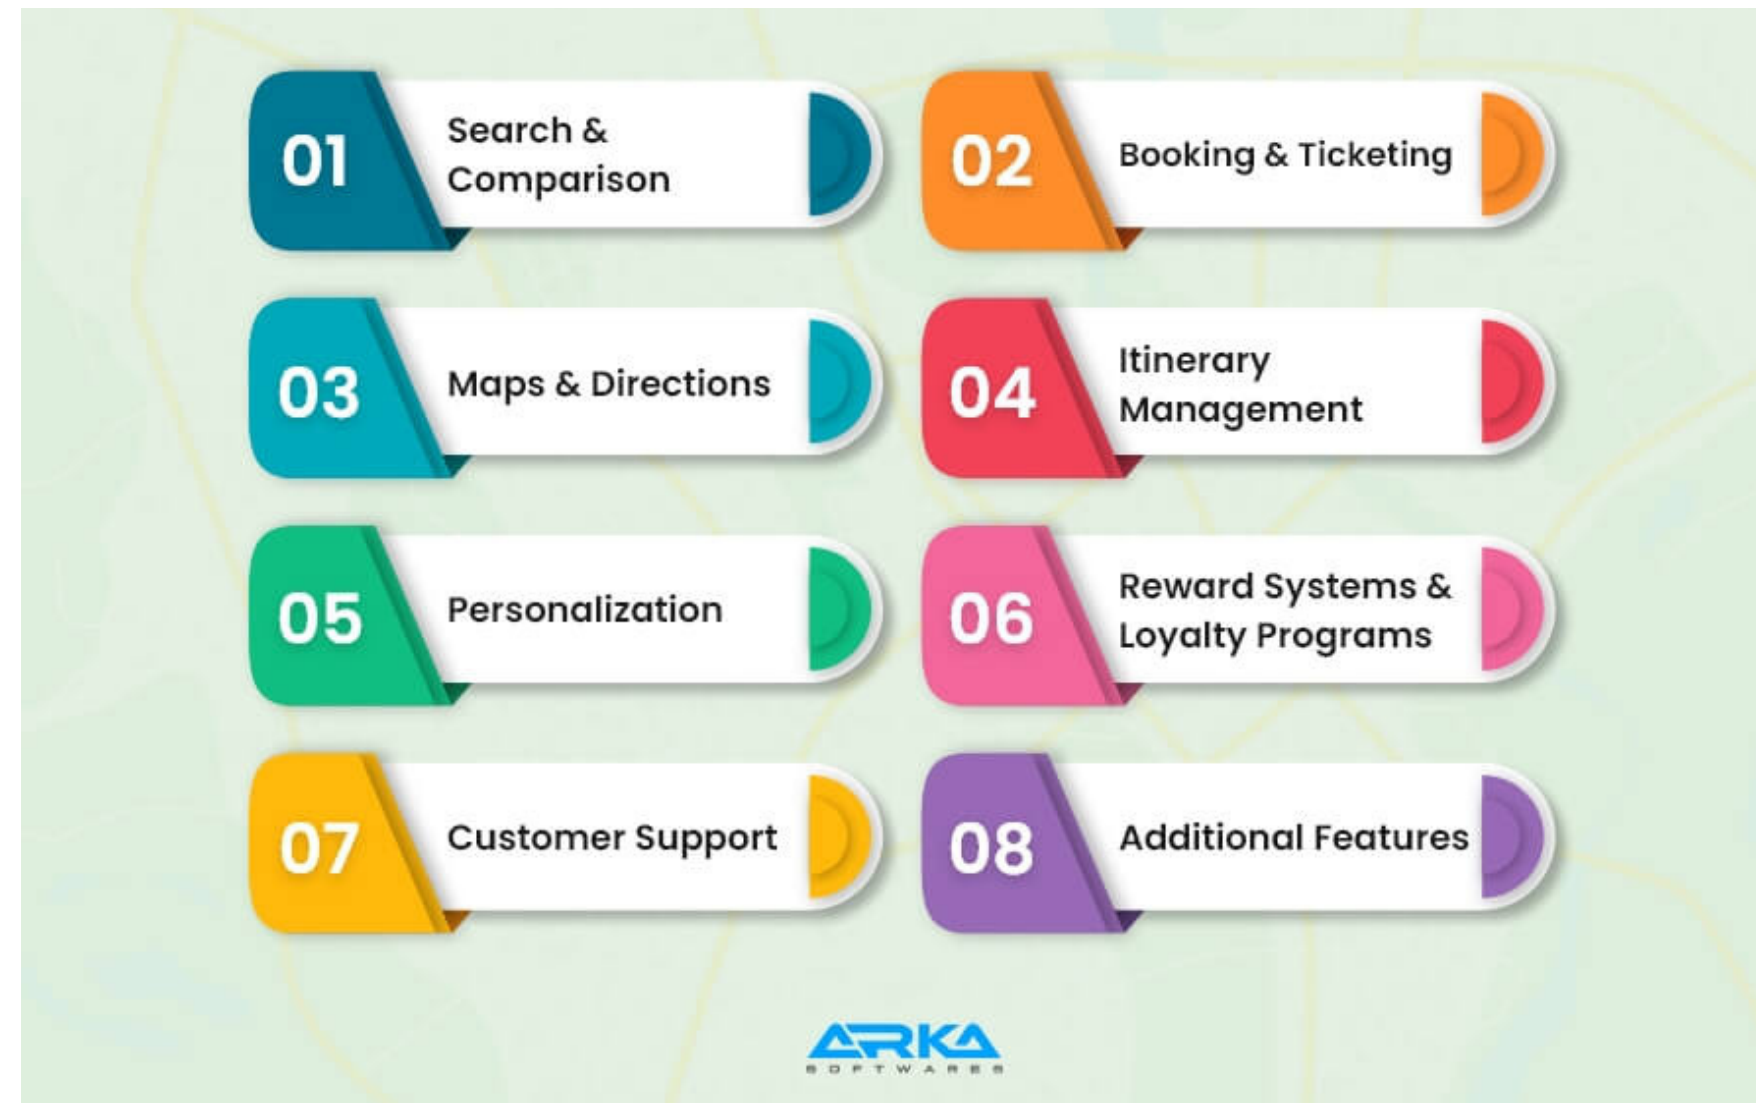 01
Search &
Comparison
02
Booking & Ticketing
03
Maps & Directions
04
Itinerary
Management
05
Personalization
06
Reward Systems &
Loyalty Programs
07
Customer Support
08
Additional Features
ARKA
SOFTWARES